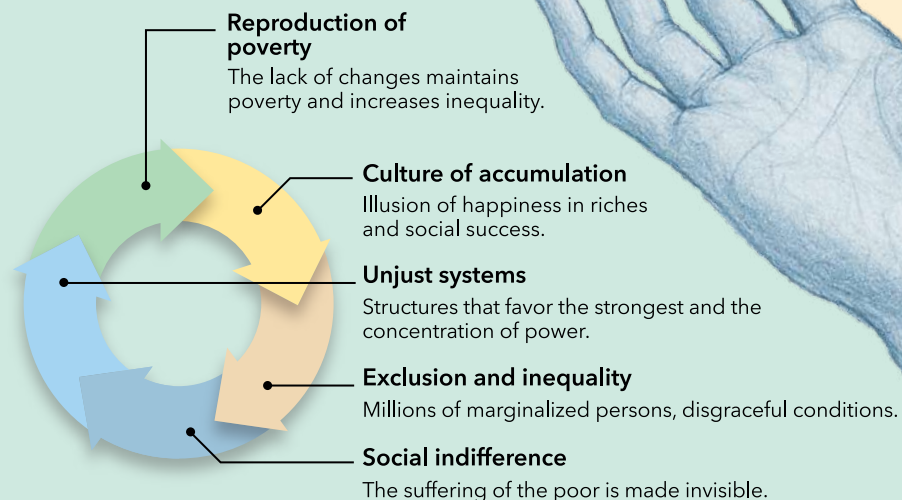 Reproduction of
poverty
The lack of changes maintains
poverty and increases inequality.
Culture of accumulation
Illusion of happiness in riches
and social success.
Unjust systems
Structures that favor the strongest and the
concentration of power.
Exclusion and inequality
Millions of marginalized persons, disgraceful conditions.
Social indifference
The suffering of the poor is made invisible.